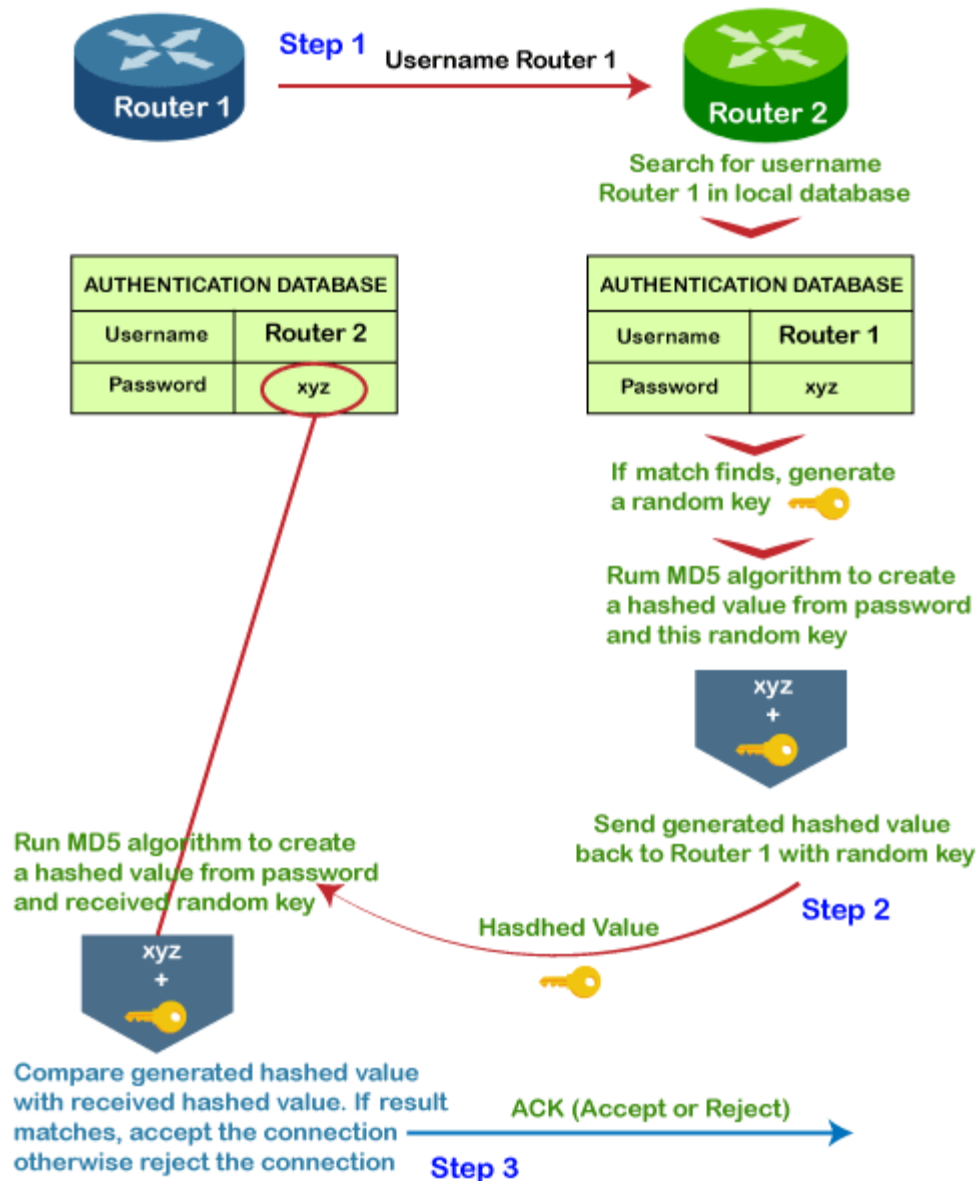 Step 1
Username Router 1
Router 1
Router 2
Search for username
Router 1 in local database
AUTHENTICATION DATABASE
Username Router 2
Password xyz
AUTHENTICATION DATABASE
Username Router 1
Password xyz
If match finds, generate
a random key
Rum MD5 algorithm to create
a hashed value from password
and this random key
xyz
+
Send generated hashed value
back to Router 1 with random key
Step 2
Hasdhed Value
Run MD5 algorithm to create
a hashed value from password
and received random key
xyz
+
Compare generated hashed value
with received hashed value. If result
matches, accept the connection
otherwise reject the connection
ACK (Accept or Reject)
Step 3